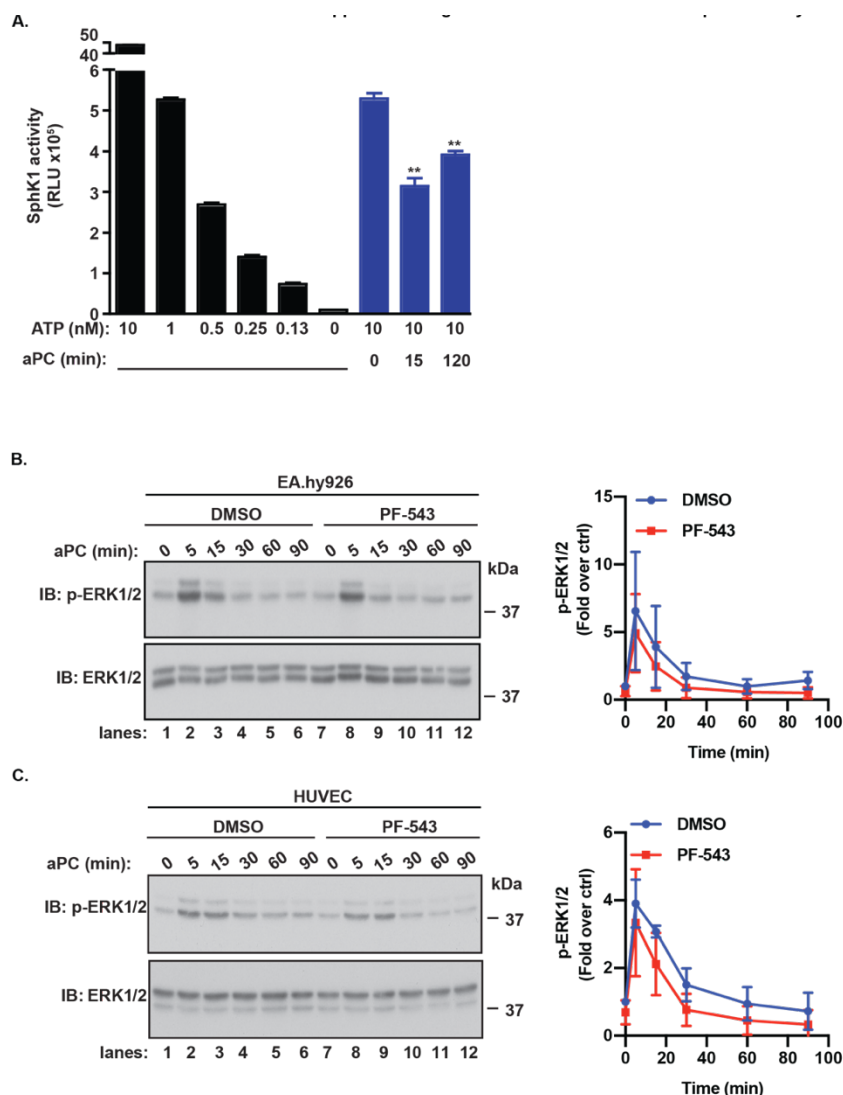 A.
50
40
6
5
4
3
2
1
0
SphK1 activity
(RLU x10⁵)
** **
ATP (nM): 10 1 0.5 0.25 0.13 0 10 10 10
aPC (min): 0 15 120
B.
EA.hy926
DMSO PF-543
aPC (min): 0 5 15 30 60 90 0 5 15 30 60 90
kDa
IB: p-ERK1/2
37
IB: ERK1/2
37
lanes: 1 2 3 4 5 6 7 8 9 10 11 12
DMSO
PF-543
15
10
5
0
p-ERK1/2
(Fold over ctrl)
0 20 40 60 80 100
Time (min)
C.
HUVEC
DMSO PF-543
aPC (min): 0 5 15 30 60 90 0 5 15 30 60 90
kDa
IB: p-ERK1/2
37
IB: ERK1/2
37
lanes: 1 2 3 4 5 6 7 8 9 10 11 12
DMSO
PF-543
6
4
2
0
p-ERK1/2
(Fold over ctrl)
0 20 40 60 80 100
Time (min)